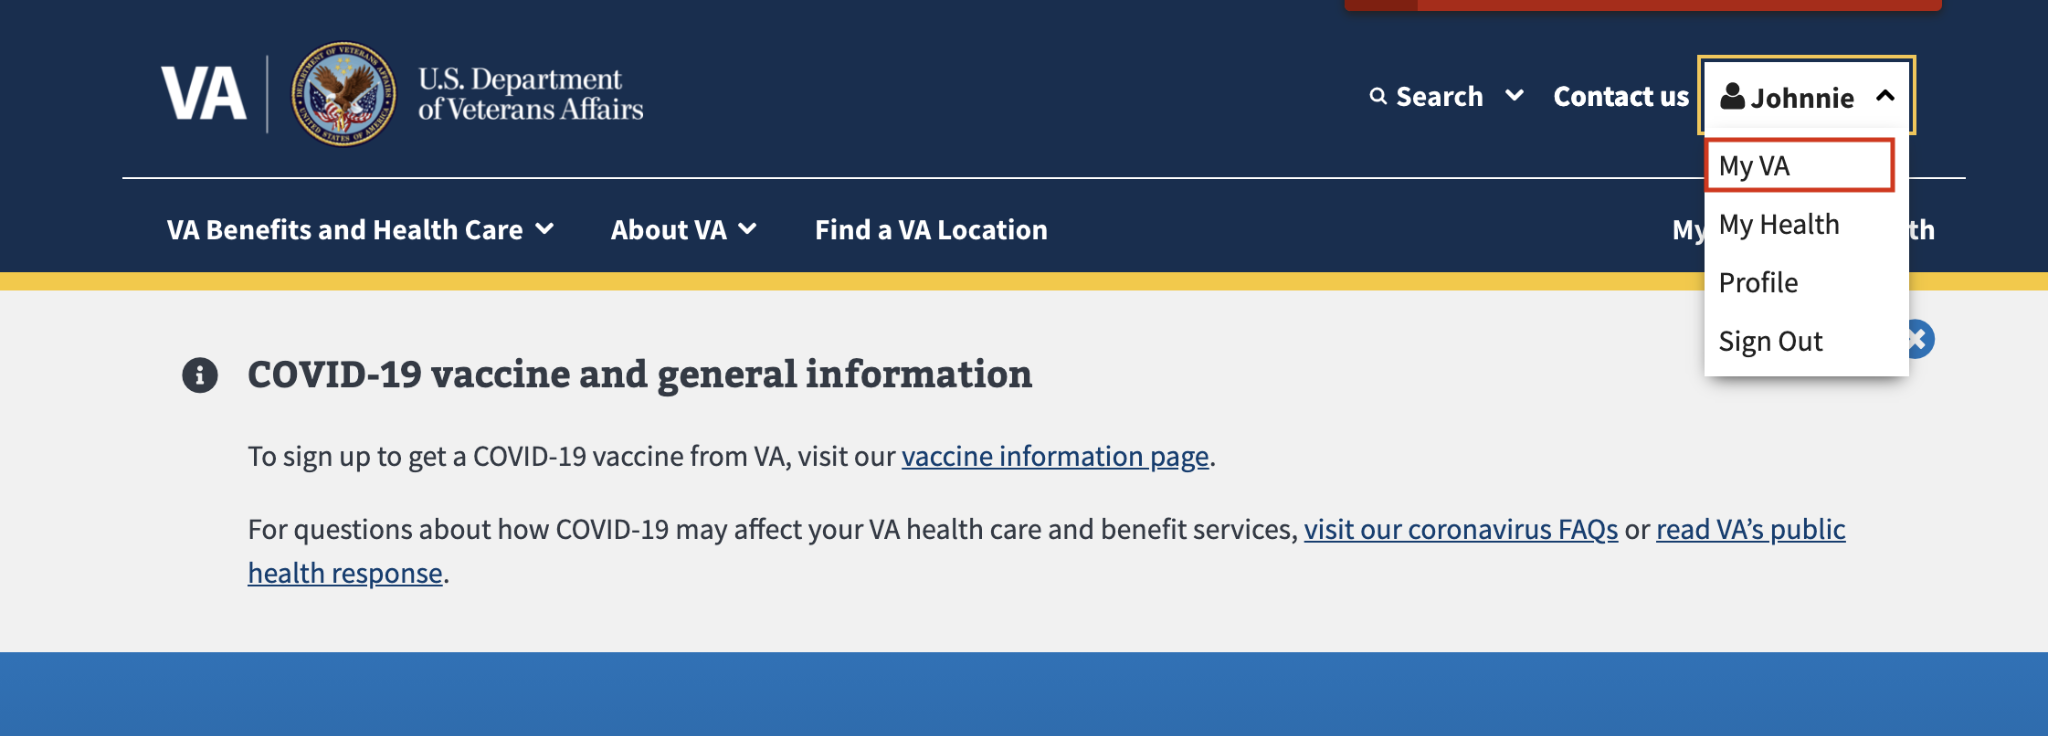 VA
U.S. Department
of Veterans Affairs
Search
Contact us
Johnnie
My VA
My Health
Profile
Sign Out
VA Benefits and Health Care
About VA
Find a VA Location
My
COVID-19 vaccine and general information
To sign up to get a COVID-19 vaccine from VA, visit our vaccine information page.
For questions about how COVID-19 may affect your VA health care and benefit services, visit our coronavirus FAQs or read VA’s public
health response.